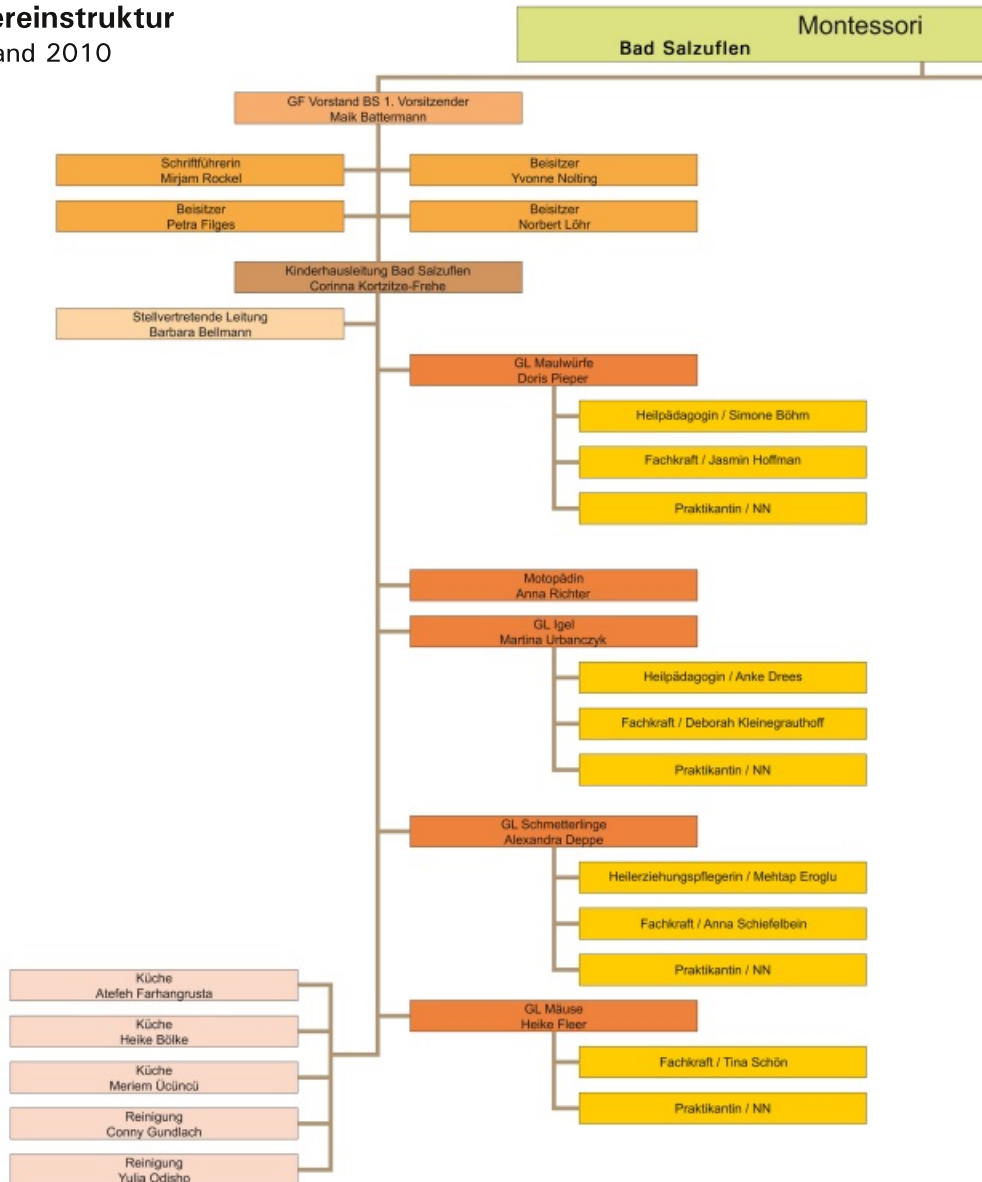 ereinstruktur
and 2010
Montessori
Bad Salzuflen
GF Vorstand BS 1. Vorsitzender
Maik Battermann
Schriftführerin
Mirjam Rockel
Beisitzer
Yvonne Nolting
Beisitzer
Petra Filges
Beisitzer
Norbert Löhr
Kinderhausleitung Bad Salzuflen
Corinna Kortzitze-Frehe
Stellvertretende Leitung
Barbara Bellmann
GL Maulwürfe
Doris Pieper
Heilpädagogin / Simone Böhm
Fachkraft / Jasmin Hoffman
Praktikantin / NN
Motopädin
Anna Richter
GL Igel
Martina Urbanczyk
Heilpädagogin / Anke Drees
Fachkraft / Deborah Kleinegrauthoff
Praktikantin / NN
GL Schmetterlinge
Alexandra Deppe
Heilerziehungspflegerin / Mehtap Eroglu
Fachkraft / Anna Schiefelbein
Praktikantin / NN
GL Mäuse
Heike Fleer
Fachkraft / Tina Schön
Praktikantin / NN
Küche
Atefeh Farhangrusta
Küche
Heike Bölke
Küche
Meriem Ücüncü
Reinigung
Conny Gundlach
Reinigung
Yulia Odisho